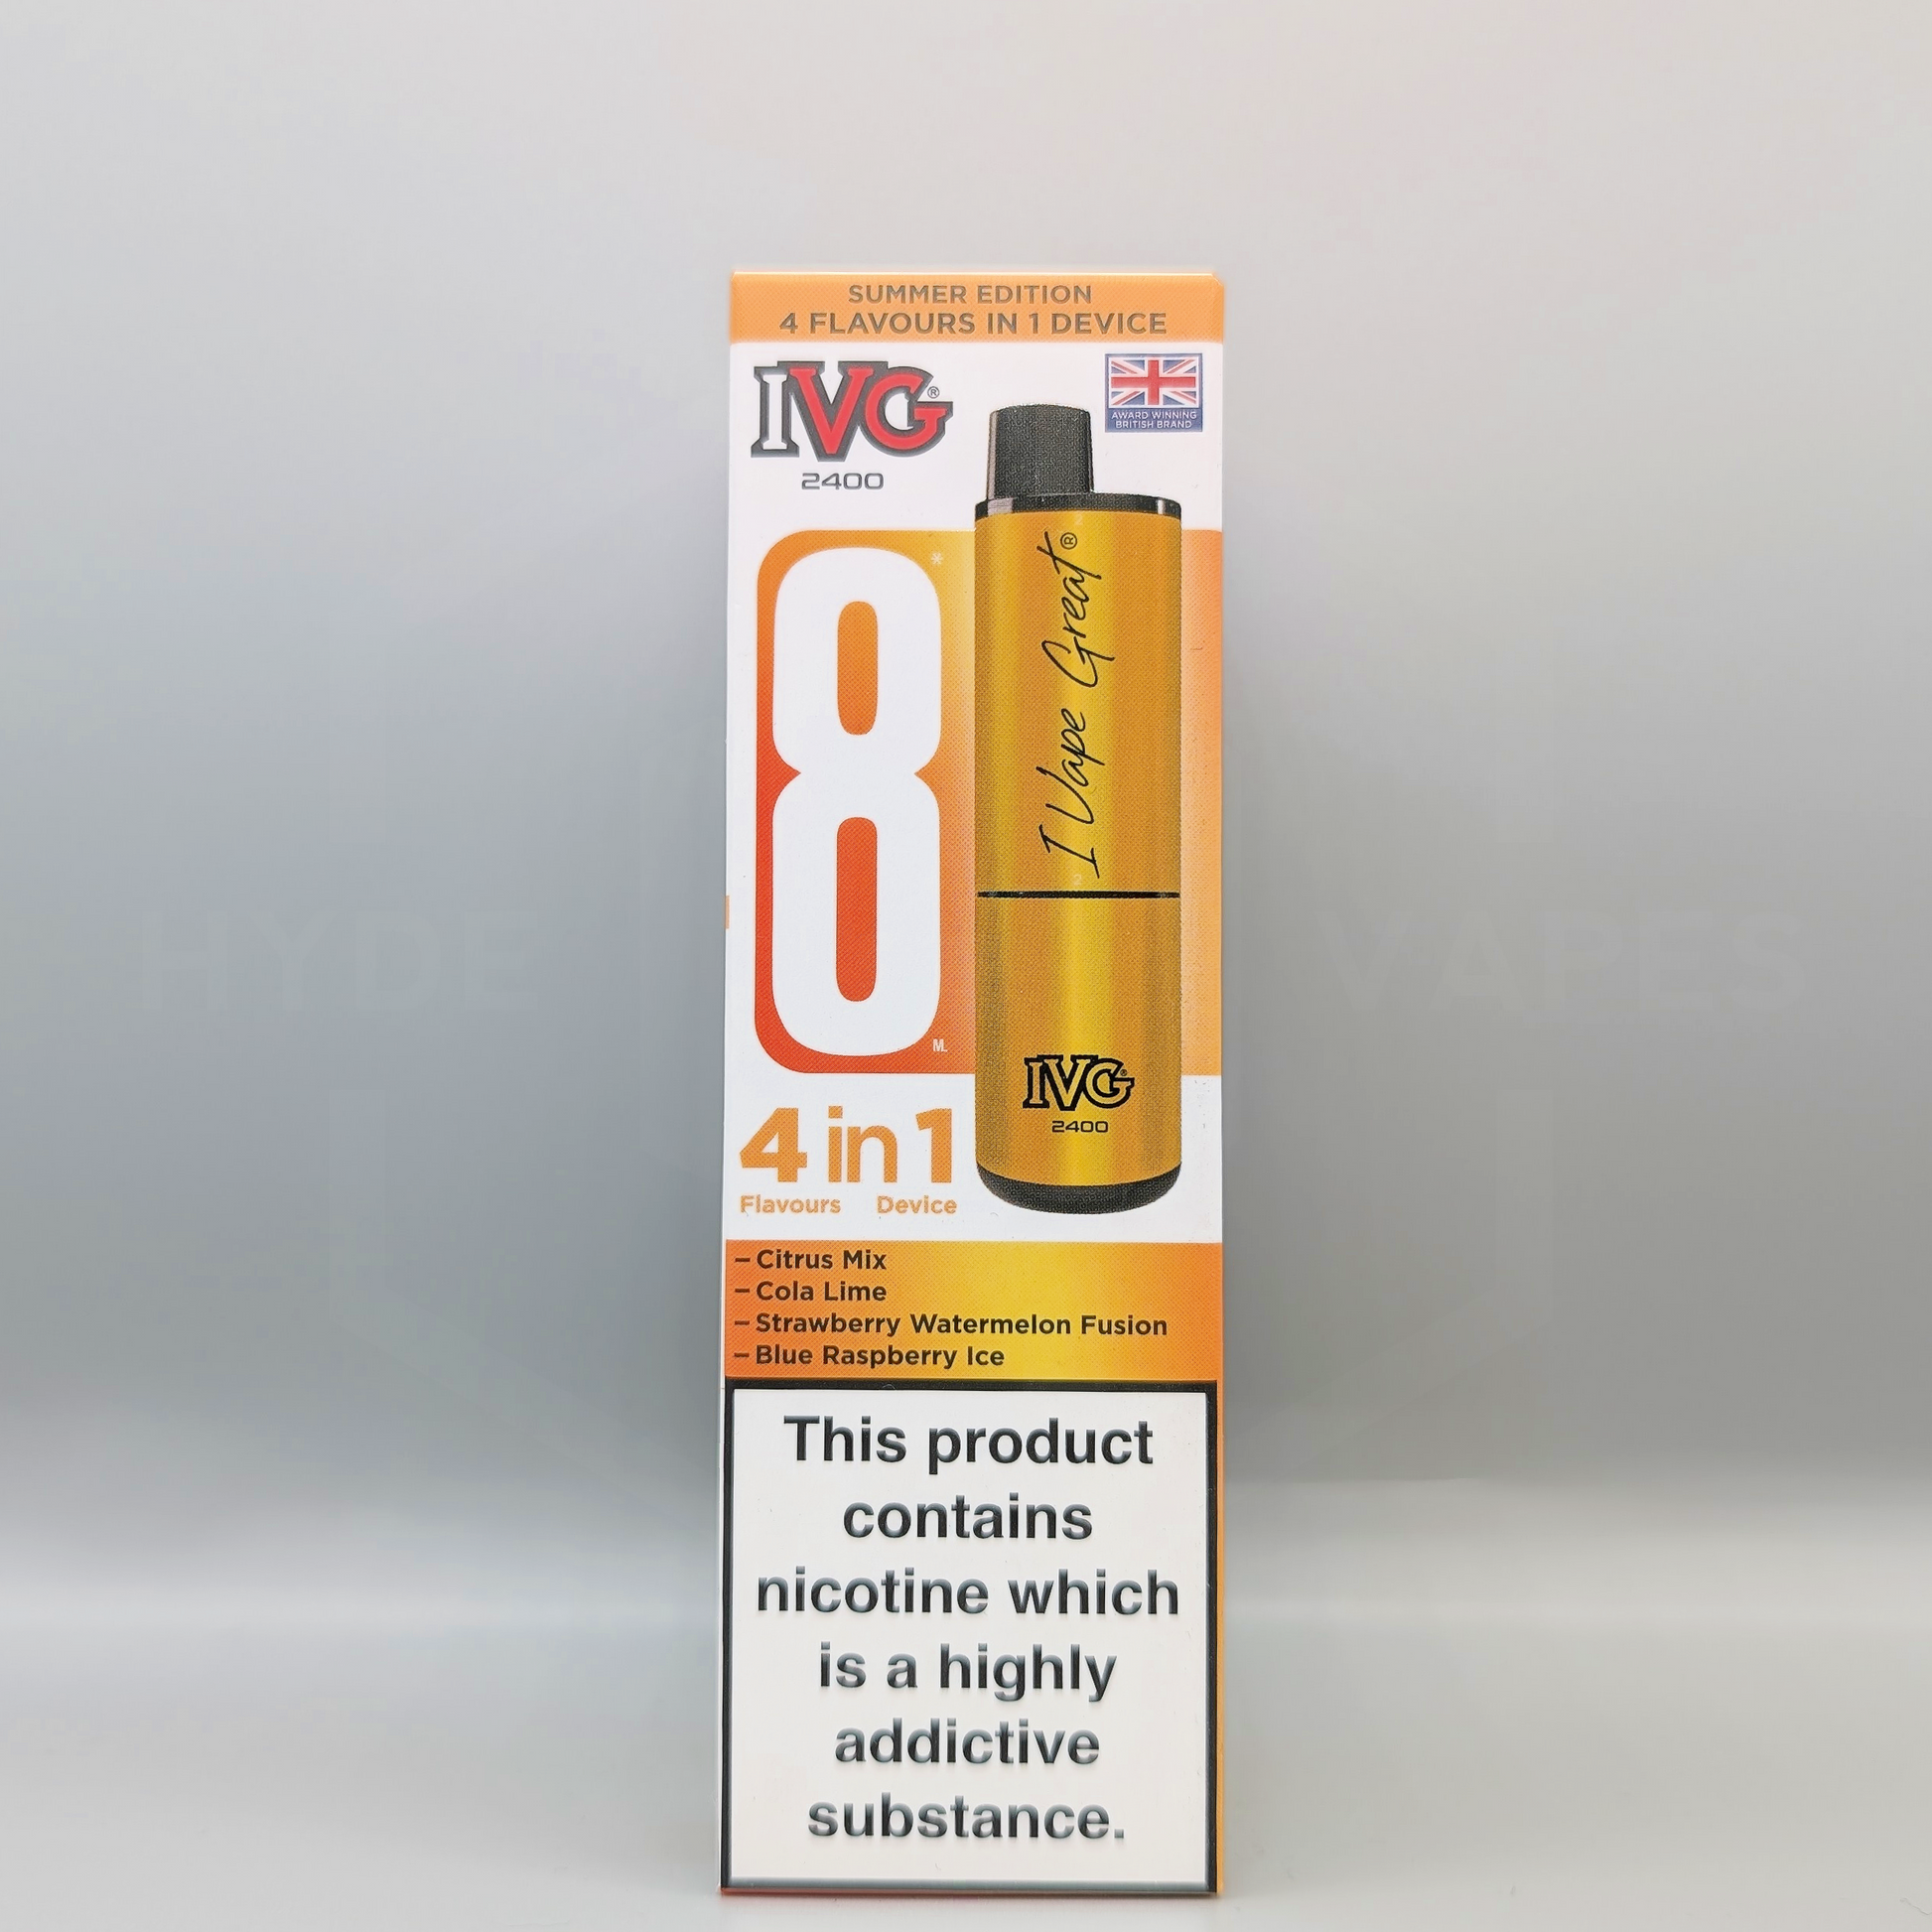 SUMMER EDITION
4 FLAVOURS IN 1 DEVICE
IVG®
2400
AWARD WINNING
BRITISH BRAND
8*
ML
I Vape Great®
IVG®
2400
4 in 1
Flavours Device
– Citrus Mix
– Cola Lime
– Strawberry Watermelon Fusion
– Blue Raspberry Ice
This product
contains
nicotine which
is a highly
addictive
substance.
HYDE VAPES